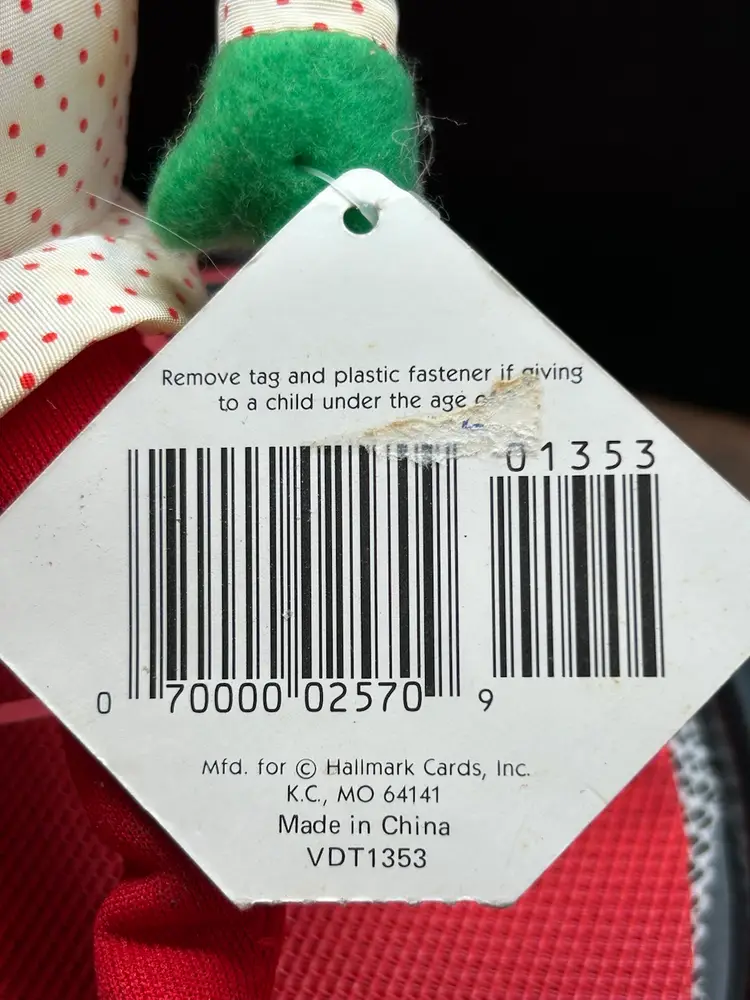 Remove tag and plastic fastener if giving
to a child under the age
01353
0 70000 02570 9
Mfd. for © Hallmark Cards, Inc.
K.C., MO 64141
Made in China
VDT1353